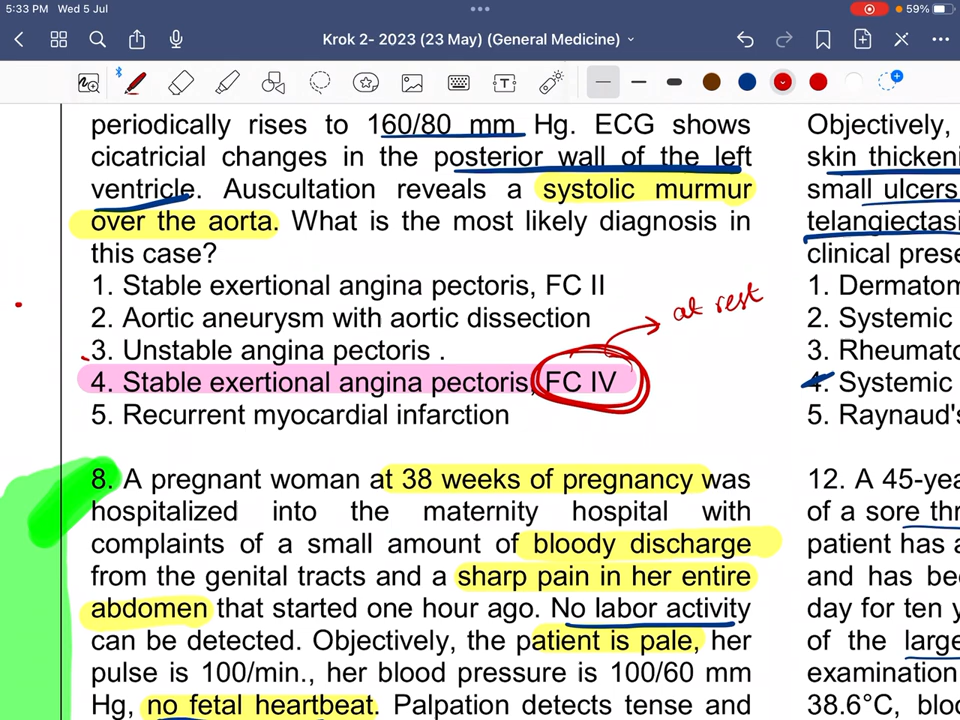 5:33 PM Wed 5 Jul
59%
Krok 2- 2023 (23 May) (General Medicine)
periodically rises to 160/80 mm Hg. ECG shows
cicatricial changes in the posterior wall of the left
ventricle. Auscultation reveals a systolic murmur
over the aorta. What is the most likely diagnosis in
this case?
1. Stable exertional angina pectoris, FC II
2. Aortic aneurysm with aortic dissection
3. Unstable angina pectoris .
4. Stable exertional angina pectoris, FC IV
5. Recurrent myocardial infarction
at rest
8. A pregnant woman at 38 weeks of pregnancy was
hospitalized into the maternity hospital with
complaints of a small amount of bloody discharge
from the genital tracts and a sharp pain in her entire
abdomen that started one hour ago. No labor activity
can be detected. Objectively, the patient is pale, her
pulse is 100/min., her blood pressure is 100/60 mm
Hg, no fetal heartbeat. Palpation detects tense and
Objectively,
skin thickeni
small ulcers
telangiectasi
clinical prese
1. Dermatom
2. Systemic
3. Rheumato
4. Systemic
5. Raynaud's
12. A 45-yea
of a sore thr
patient has a
and has bee
day for ten y
of the large
examination
38.6°C, bloo